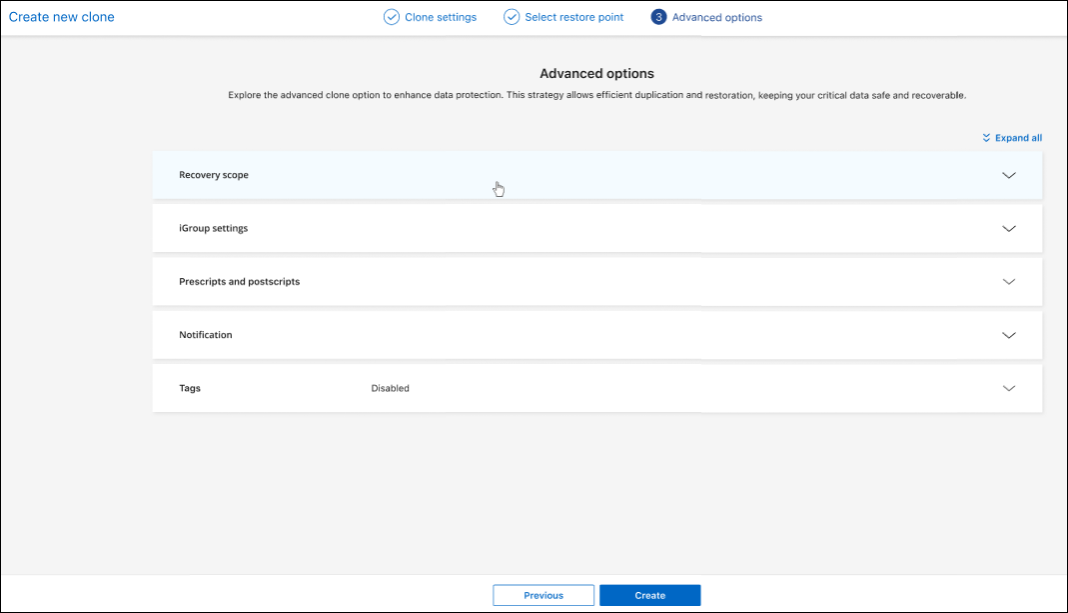 Create new clone
Clone settings
Select restore point
3 Advanced options
Advanced options
Explore the advanced clone option to enhance data protection. This strategy allows efficient duplication and restoration, keeping your critical data safe and recoverable.
Expand all
Recovery scope
iGroup settings
Prescripts and postscripts
Notification
Tags Disabled
Previous Create